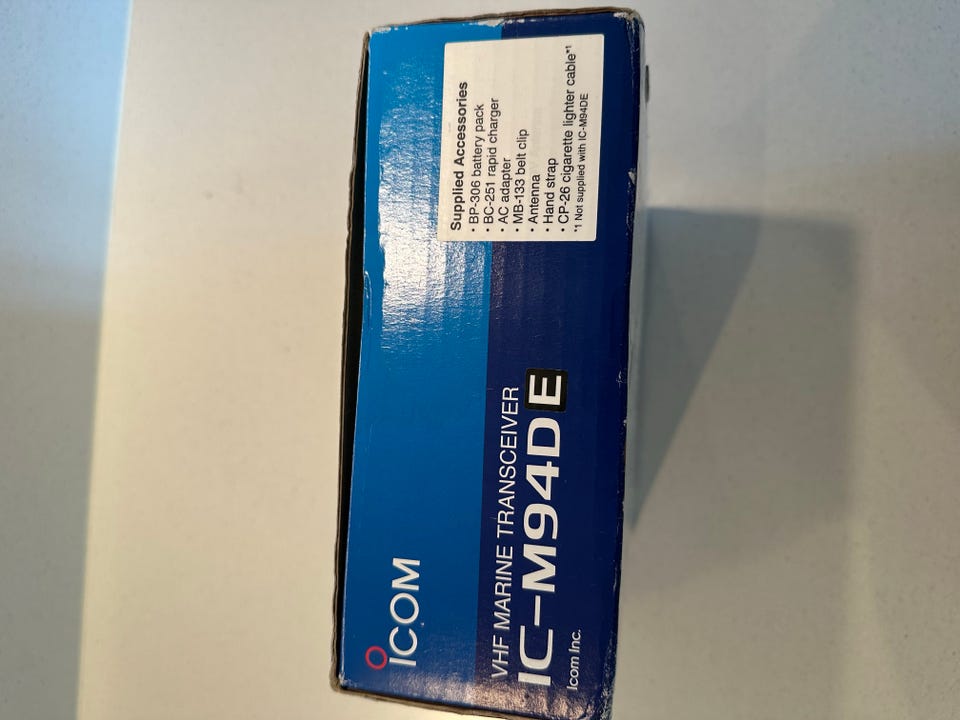 ICOM
VHF MARINE TRANSCEIVER
IC-M94DE
Icom Inc.
Supplied Accessories
• BP-306 battery pack
• BC-251 rapid charger
• AC adapter
• MB-133 belt clip
• Antenna
• Hand strap
• CP-26 cigarette lighter cable*1
*1 Not supplied with IC-M94DE